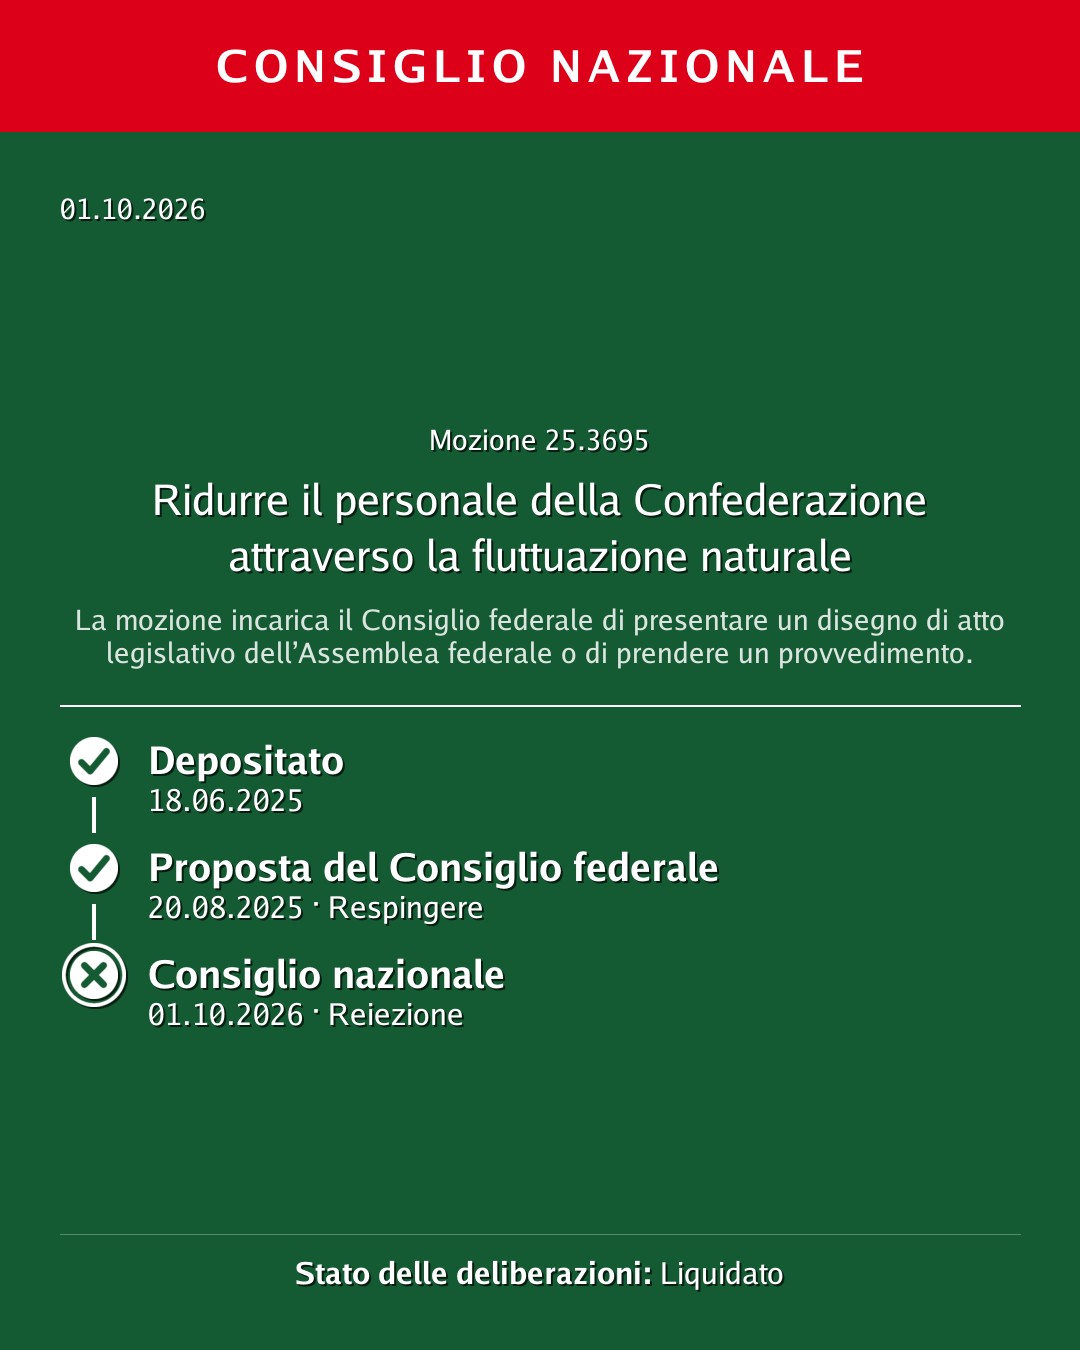 CONSIGLIO NAZIONALE
01.10.2026
Mozione 25.3695
Ridurre il personale della Confederazione
attraverso la fluttuazione naturale
La mozione incarica il Consiglio federale di presentare un disegno di atto
legislativo dell’Assemblea federale o di prendere un provvedimento.
Depositato
18.06.2025
Proposta del Consiglio federale
20.08.2025 · Respingere
Consiglio nazionale
01.10.2026 · Reiezione
Stato delle deliberazioni: Liquidato